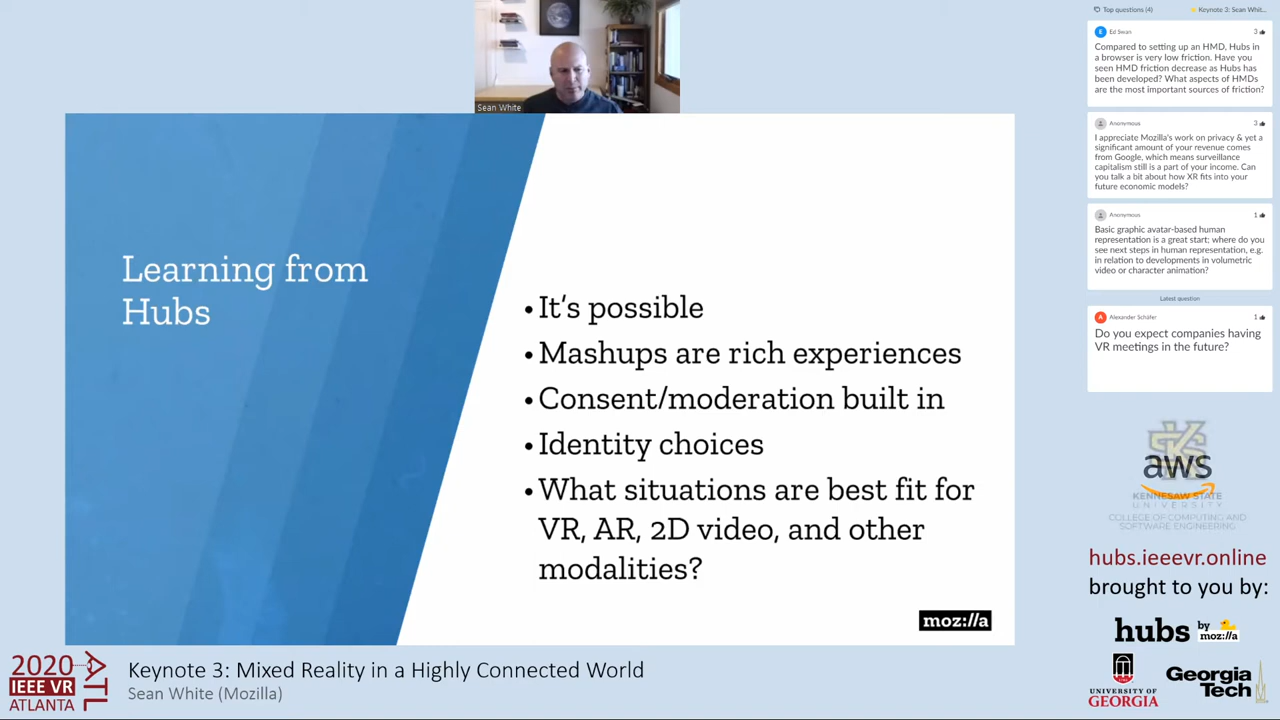 Sean White
Learning from
Hubs
• It's possible
• Mashups are rich experiences
• Consent/moderation built in
• Identity choices
• What situations are best fit for
VR, AR, 2D video, and other
modalities?
moz://a
2020
IEEE VR
ATLANTA
ATL
Keynote 3: Mixed Reality in a Highly Connected World
Sean White (Mozilla)
Top questions (4)
Keynote 3: Sean Whit...
E
Ed Swan
3
Compared to setting up an HMD, Hubs in
a browser is very low friction. Have you
seen HMD friction decrease as Hubs has
been developed? What aspects of HMDs
are the most important sources of friction?
Anonymous
3
I appreciate Mozilla's work on privacy & yet a
significant amount of your revenue comes
from Google, which means surveillance
capitalism still is a part of your income. Can
you talk a bit about how XR fits into your
future economic models?
Anonymous
1
Basic graphic avatar-based human
representation is a great start; where do you
see next steps in human representation, e.g.
in relation to developments in volumetric
video or character animation?
Latest question
A
Alexander Schäfer
1
Do you expect companies having
VR meetings in the future?
aws
KENNESAW STATE
UNIVERSITY
COLLEGE OF COMPUTING AND
SOFTWARE ENGINEERING
hubs.ieeevr.online
brought to you by:
hubs by
moz://a
UNIVERSITY OF
GEORGIA
Georgia
Tech